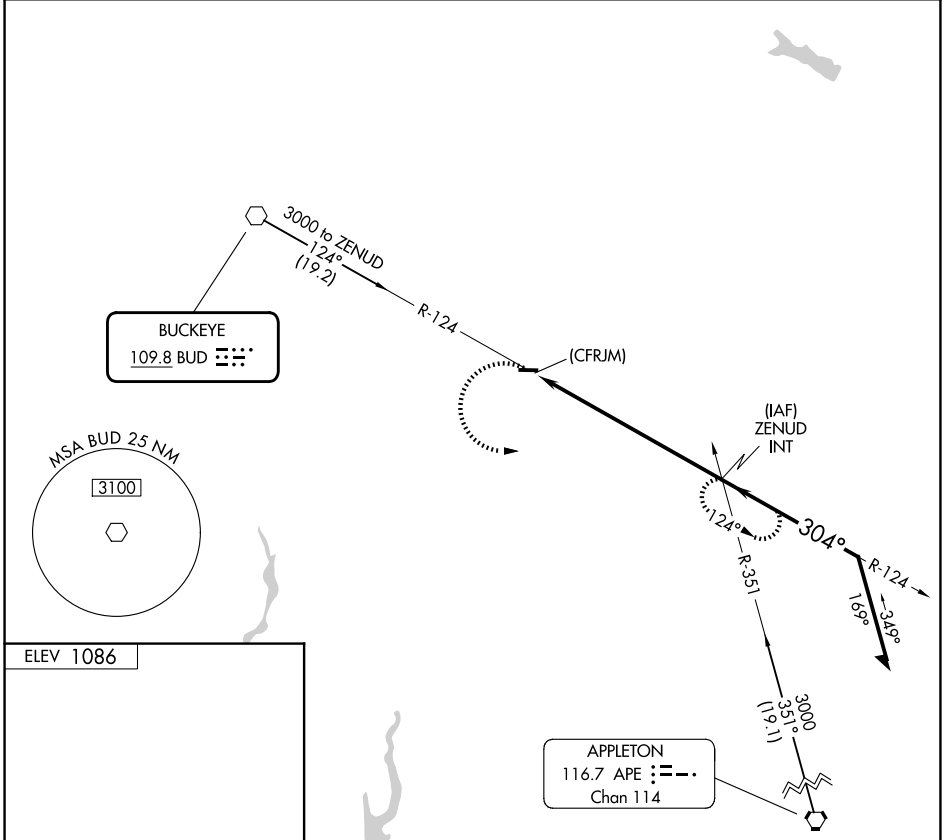 3000 to ZENUD
124°
(19.2)
R-124
BUCKEYE
109.8 BUD
(CFRJM)
(IAF)
ZENUD
INT
MSA BUD 25 NM
3100
124°
304°
R-124
R-351
169°
349°
ELEV 1086
3000
351°
(19.1)
APPLETON
116.7 APE
Chan 114